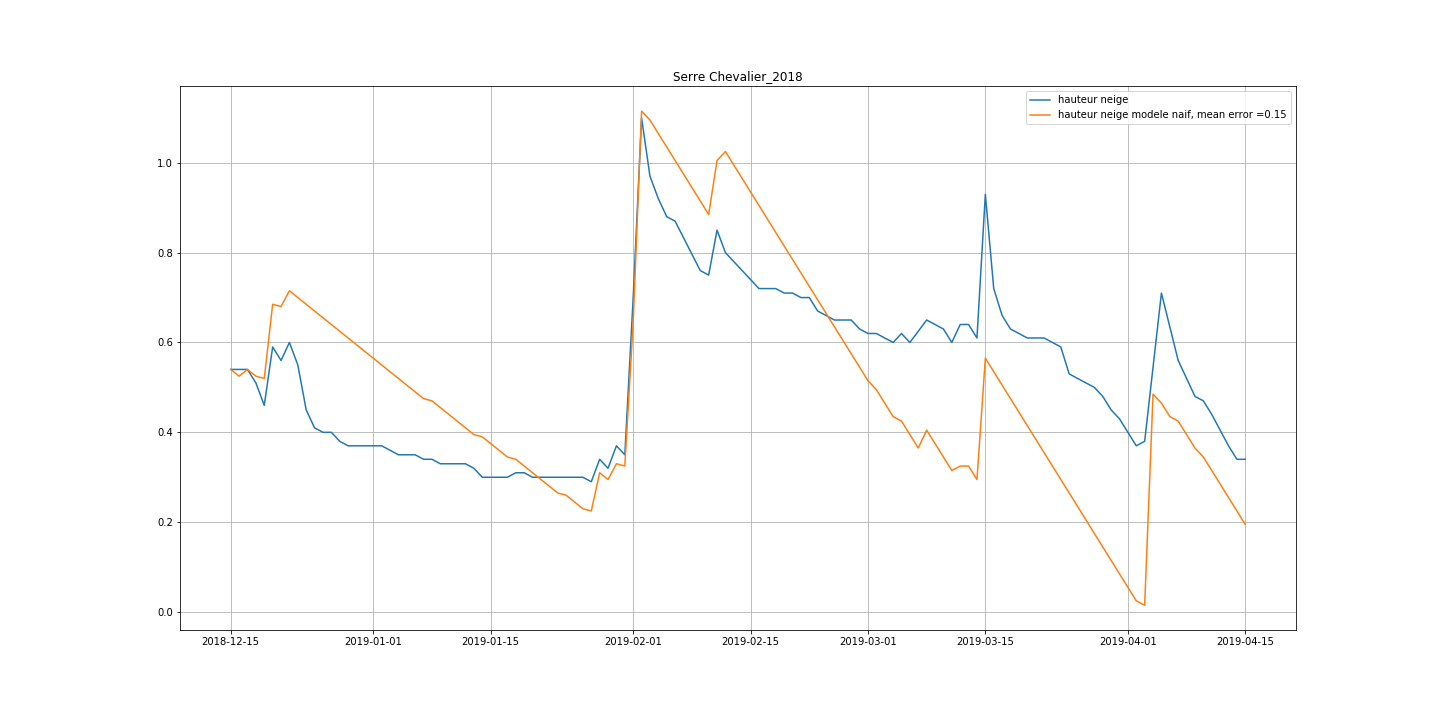 Serre Chevalier_2018
hauteur neige
hauteur neige modele naif, mean error =0.15
1.0
0.8
0.6
0.4
0.2
0.0
2018-12-15 2019-01-01 2019-01-15 2019-02-01 2019-02-15 2019-03-01 2019-03-15 2019-04-01 2019-04-15